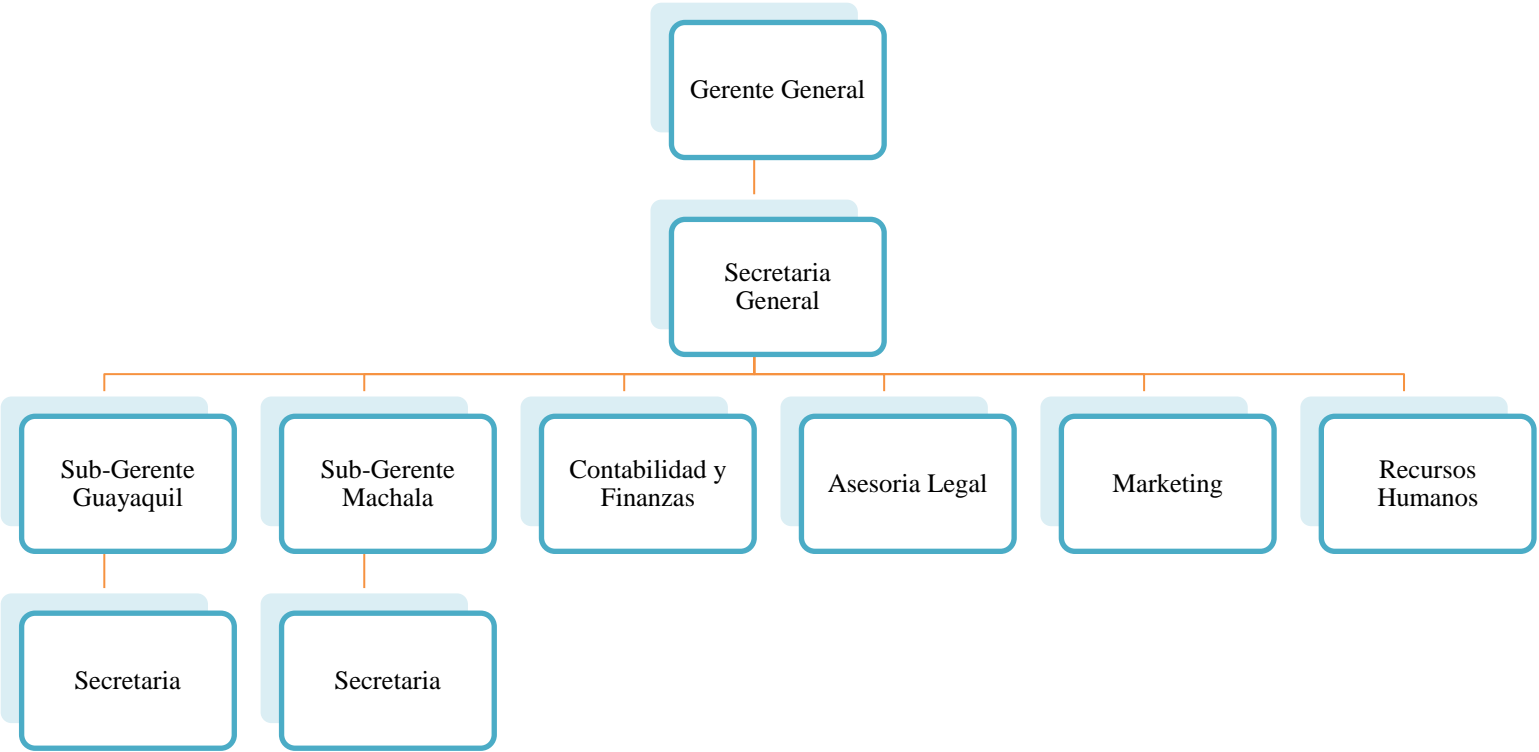 Gerente General
Secretaria
General
Sub-Gerente
Guayaquil
Sub-Gerente
Machala
Contabilidad y
Finanzas
Asesoria Legal
Marketing
Recursos
Humanos
Secretaria
Secretaria